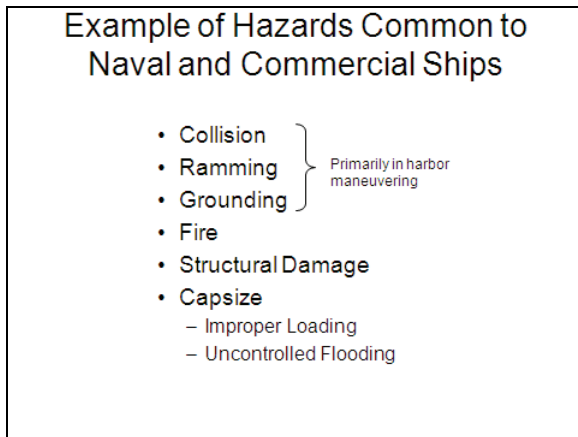 Example of Hazards Common to
Naval and Commercial Ships
• Collision
• Ramming
• Grounding
Primarily in harbor
maneuvering
• Fire
• Structural Damage
• Capsize
– Improper Loading
– Uncontrolled Flooding